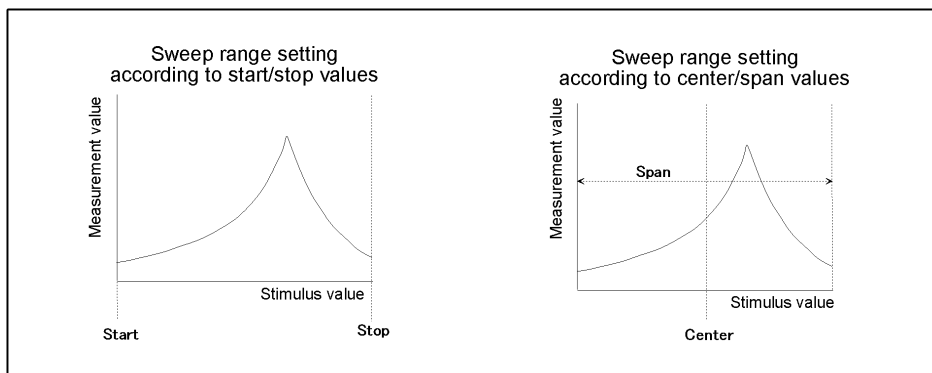 Sweep range setting
according to start/stop values
Measurement value
Stimulus value
Start
Stop
Sweep range setting
according to center/span values
Measurement value
Span
Stimulus value
Center